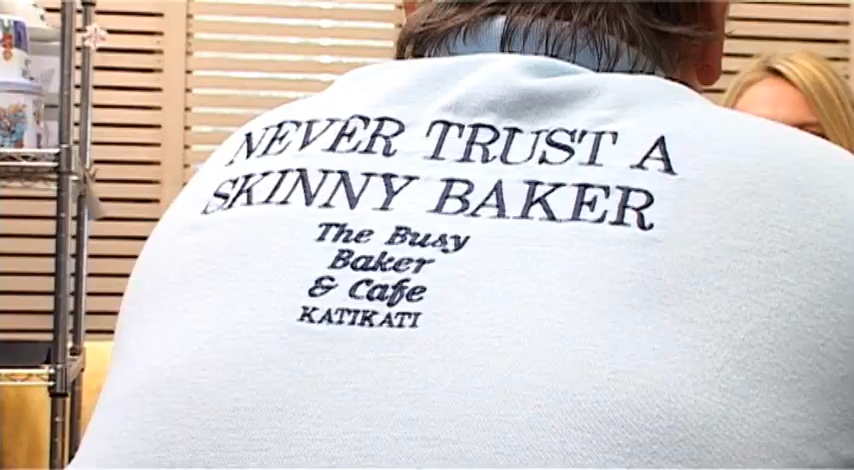 NEVER TRUST A
SKINNY BAKER
The Busy
Baker
& Cafe
KATIKATI